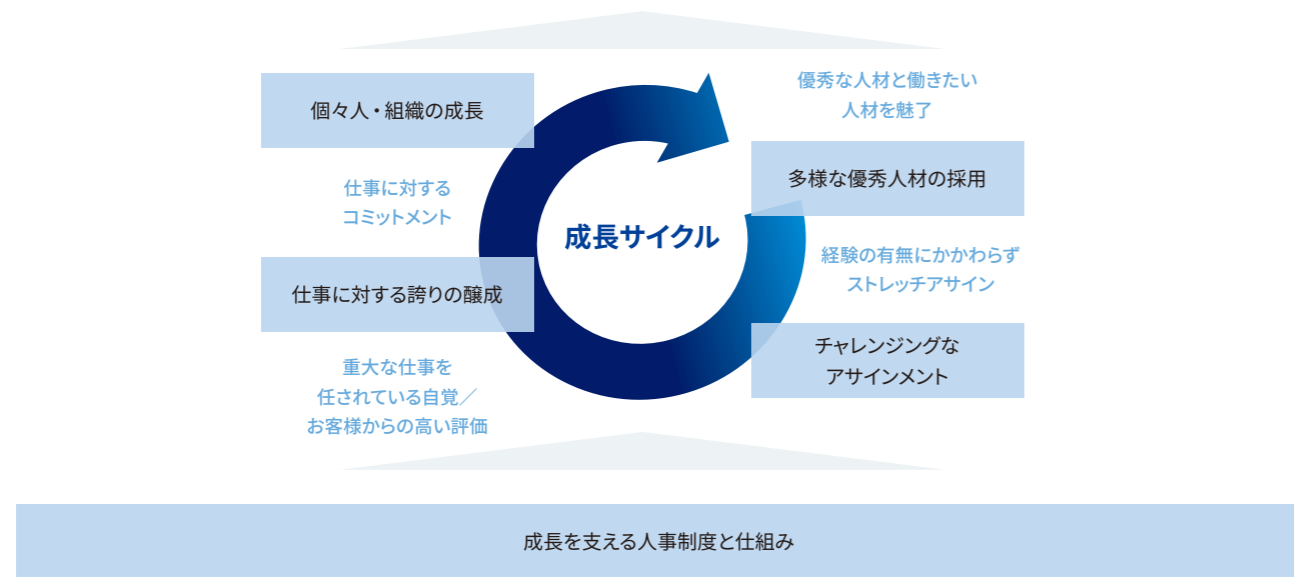 個々人・組織の成長
仕事に対する
コミットメント
仕事に対する誇りの醸成
重大な仕事を
任されている自覚／
お客様からの高い評価
成長サイクル
優秀な人材と働きたい
人材を魅了
多様な優秀人材の採用
経験の有無にかかわらず
ストレッチアサイン
チャレンジングな
アサインメント
成長を支える人事制度と仕組み